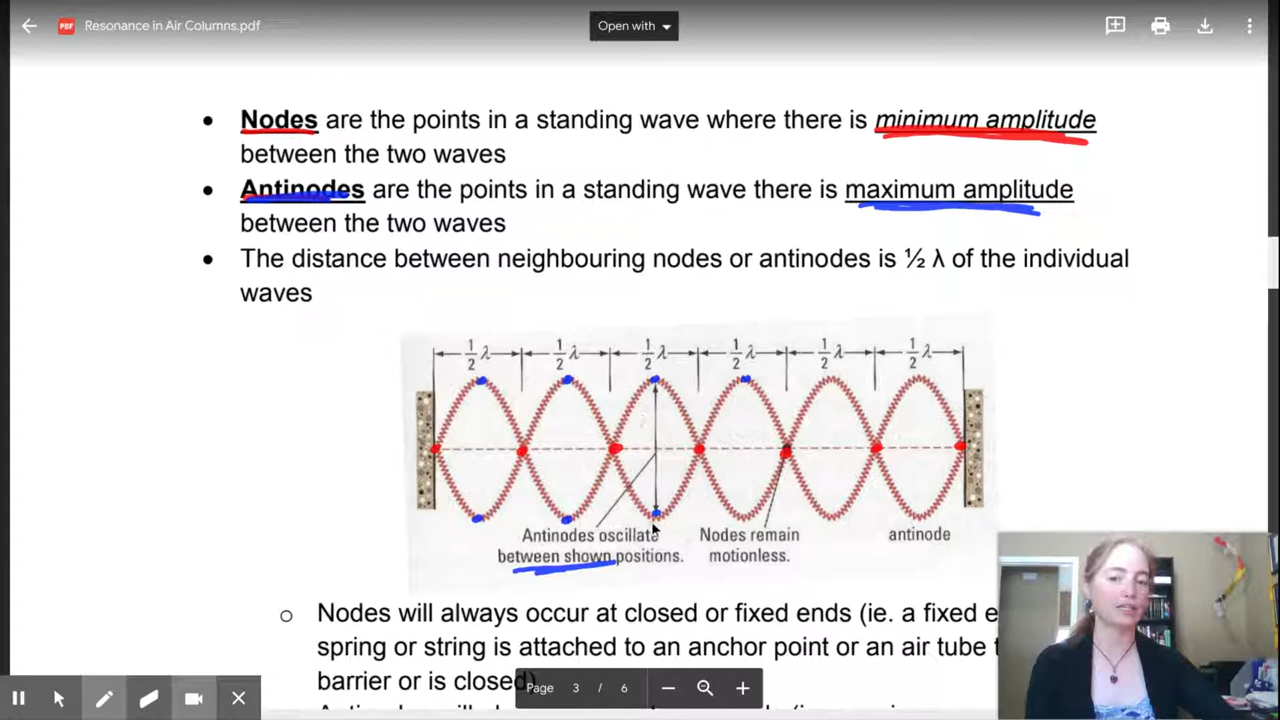 PDF Resonance in Air Columns.pdf
Open with
Nodes are the points in a standing wave where there is minimum amplitude
between the two waves
Antinodes are the points in a standing wave there is maximum amplitude
between the two waves
The distance between neighbouring nodes or antinodes is ½ λ of the individual
waves
1/2 λ 1/2 λ 1/2 λ 1/2 λ 1/2 λ 1/2 λ
Antinodes oscillate
between shown positions.
Nodes remain
motionless.
antinode
Nodes will always occur at closed or fixed ends (ie. a fixed
spring or string is attached to an anchor point or an air tube
barrier or is closed)
Page 3 / 6